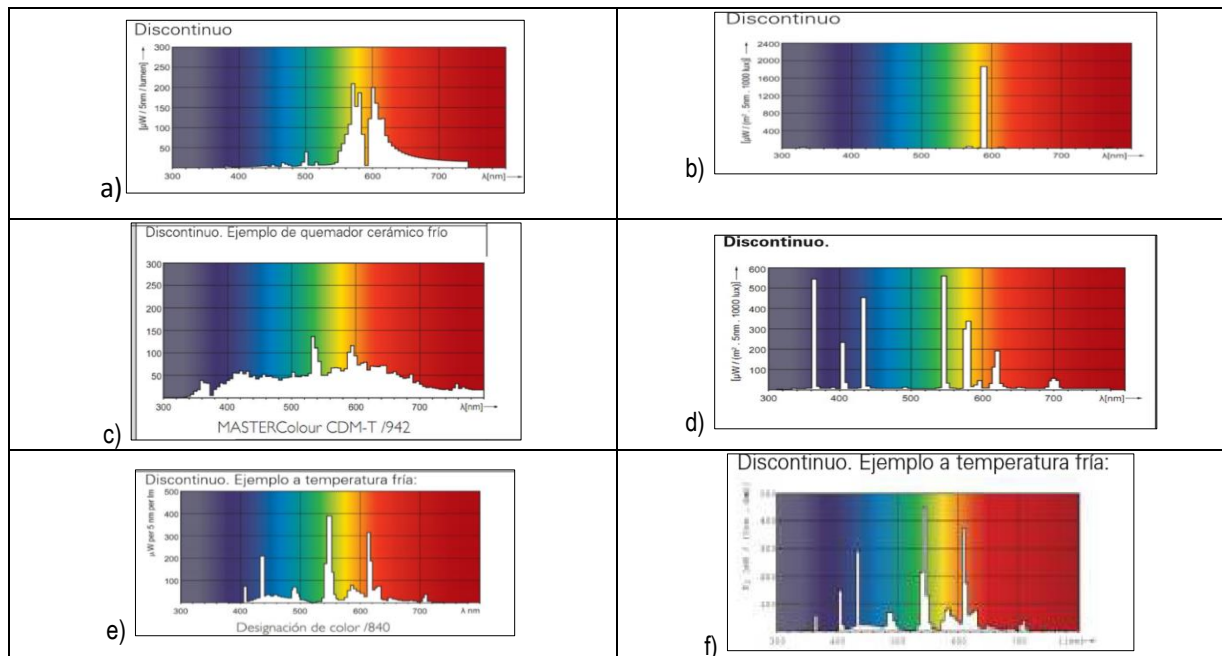 Discontinuo
[µW / 5nm / lumen]
300
250
200
150
100
50
300 400 500 600 700 λ[nm]
a)
Discontinuo
[µW / (m². 5nm . 1000 lux)]
2400
2000
1600
1200
800
400
300 400 500 600 700 λ[nm]
b)
Discontinuo. Ejemplo de quemador cerámico frío
300
250
200
150
100
50
300 400 500 600 700 λ[nm]
MASTERColour CDM-T /942
c)
Discontinuo.
[µW / (m² . 5nm . 1000 lux)]
600
500
400
300
200
100
300 400 500 600 700 λ[nm]
d)
Discontinuo. Ejemplo a temperatura fría:
µW per 5 nm per lm
500
400
300
200
100
300 400 500 600 700 λ nm
Designación de color /840
e)
Discontinuo. Ejemplo a temperatura fría:
300 400 500 600 700
f)